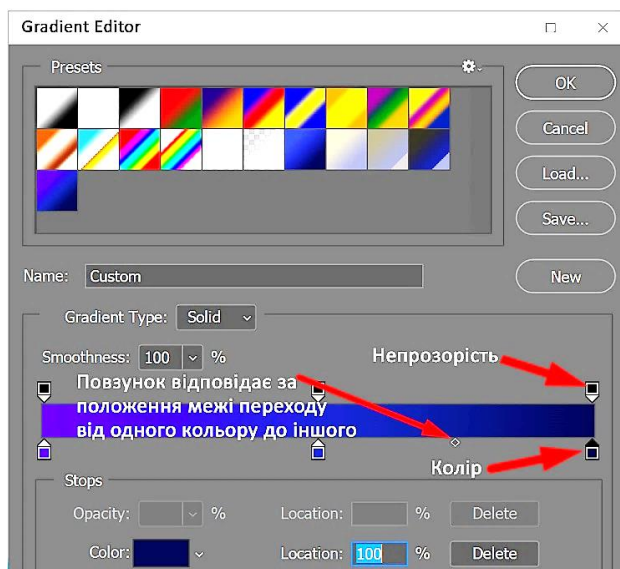 Gradient Editor
Presets
OK
Cancel
Load...
Save...
Name: Custom
New
Gradient Type: Solid
Smoothness: 100 %
Непрозорість
Повзунок відповідає за
положення межі переходу
від одного кольору до іншого
Колір
Stops
Opacity: % Location: % Delete
Color: Location: 100 % Delete